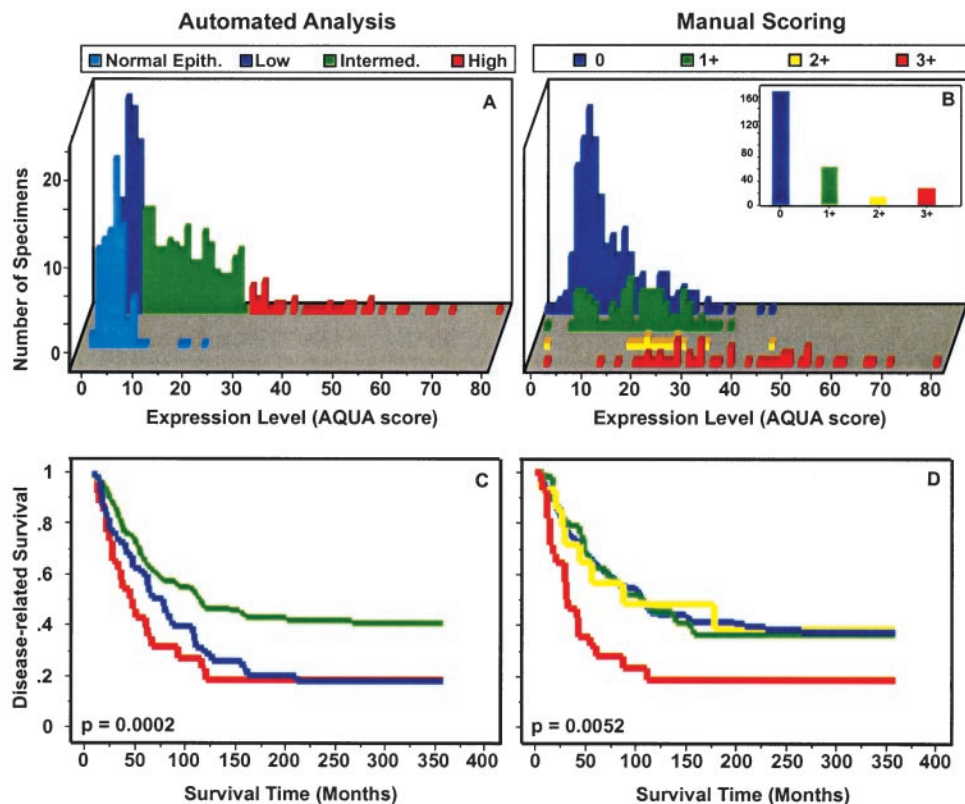 Automated Analysis
Manual Scoring
Normal Epith. Low Intermed. High
0 1+ 2+ 3+
A
Number of Specimens
20
10
0
0 10 20 30 40 50 60 70 80
Expression Level (AQUA score)
B
160
120
80
40
0
0 1+ 2+ 3+
0 10 20 30 40 50 60 70 80
Expression Level (AQUA score)
C
Disease-related Survival
1
.8
.6
.4
.2
0
p = 0.0002
0 50 100 150 200 250 300 350 400
Survival Time (Months)
D
p = 0.0052
0 50 100 150 200 250 300 350 400
Survival Time (Months)